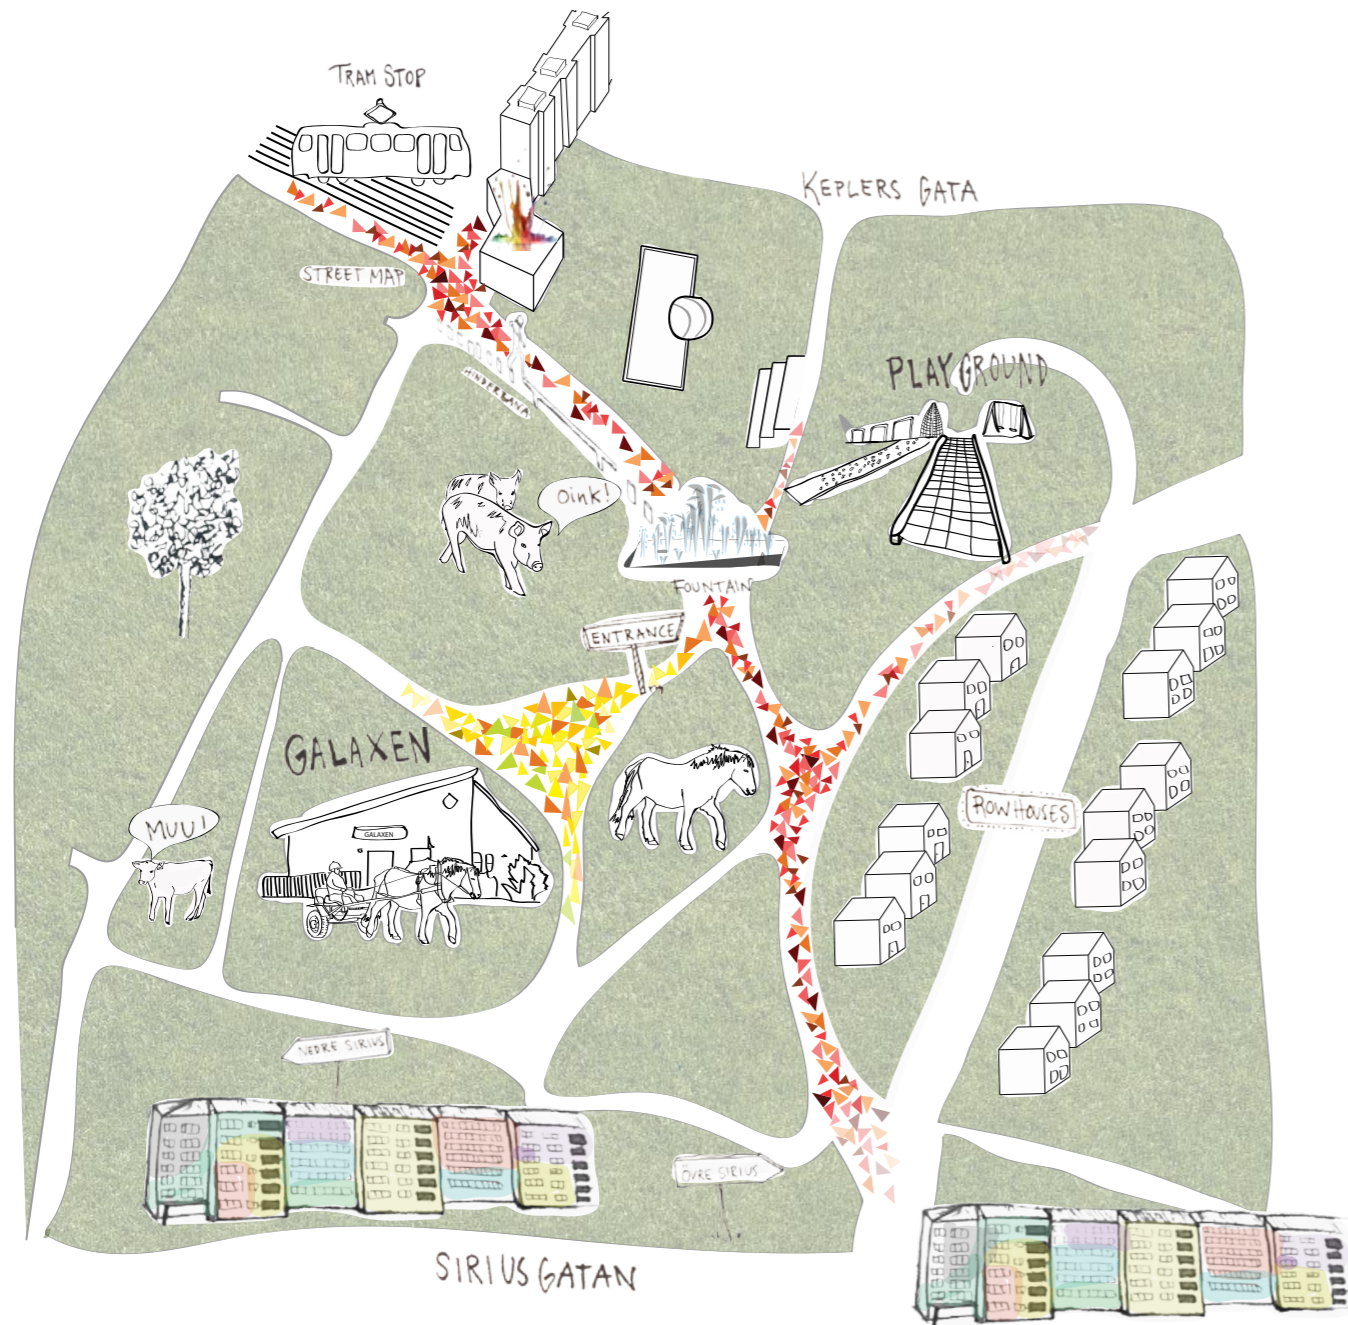 TRAM STOP
KEPLERS GATA
STREET MAP
PLAYGROUND
HINDERBANA
Oink!
FOUNTAIN
ENTRANCE
GALAXEN
ROWHOUSES
MUU!
GALAXEN
NEDRE SIRIUS
ÖVRE SIRIUS
SIRIUSGATAN